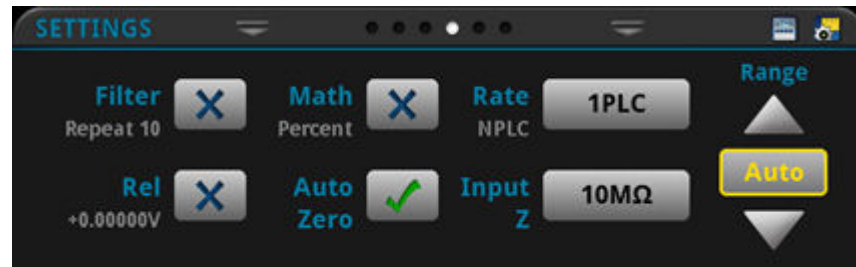 SETTINGS
Range
Filter
Repeat 10
Math
Percent
Rate
NPLC
1PLC
Auto
Rel
+0.00000V
Auto
Zero
Input
Z
10MΩ